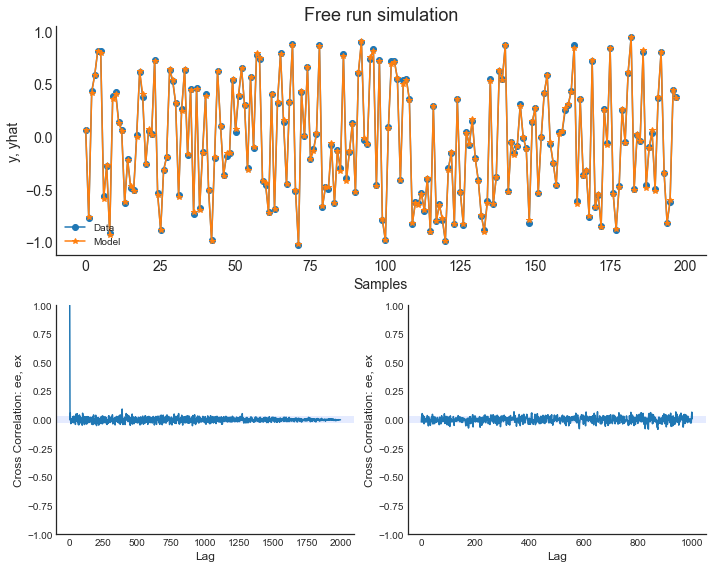 Free run simulation
y, yhat
1.0
0.5
0.0
−0.5
−1.0
Data
Model
0 25 50 75 100 125 150 175 200
Samples
Cross Correlation: ee, ex
1.00
0.75
0.50
0.25
0.00
−0.25
−0.50
−0.75
−1.00
0 250 500 750 1000 1250 1500 1750 2000
Lag
Cross Correlation: ee, ex
1.00
0.75
0.50
0.25
0.00
−0.25
−0.50
−0.75
−1.00
0 200 400 600 800 1000
Lag